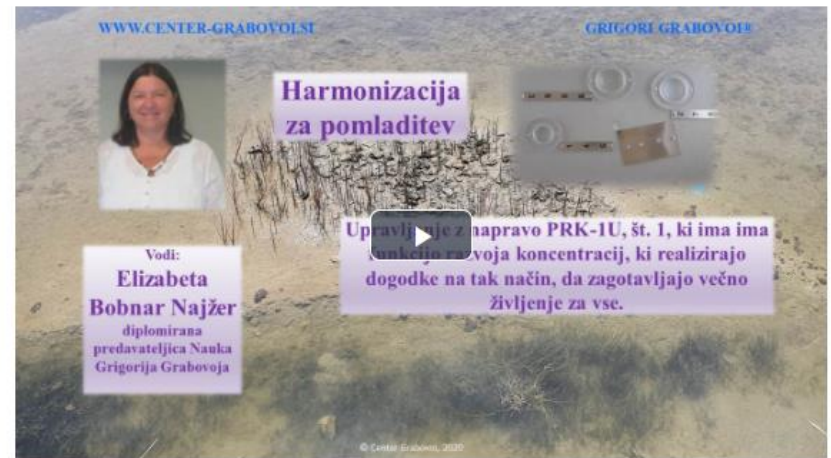 WWW.CENTER-GRABOVOI.SI
GRIGORI GRABOVOI®
Harmonizacija
za pomladitev
Upravljanje z napravo PRK-1U, št. 1, ki ima ima
funkcijo razvoja koncentracij, ki realizirajo
dogodke na tak način, da zagotavljajo večno
življenje za vse.
Vodi:
Elizabeta
Bobnar Najžer
diplomirana
predavateljica Nauka
Grigorija Grabovoja
© Center Grabovoi, 2020